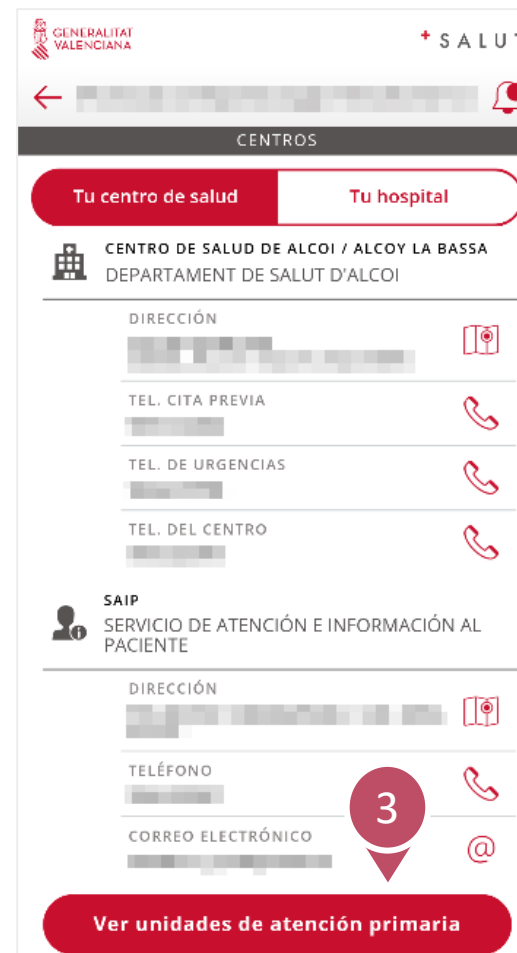 GENERALITAT
VALENCIANA
+ SALUT
CENTROS
Tu centro de salud
Tu hospital
CENTRO DE SALUD DE ALCOI / ALCOY LA BASSA
DEPARTAMENT DE SALUT D'ALCOI
DIRECCIÓN
TEL. CITA PREVIA
TEL. DE URGENCIAS
TEL. DEL CENTRO
SAIP
SERVICIO DE ATENCIÓN E INFORMACIÓN AL
PACIENTE
DIRECCIÓN
TELÉFONO
3
CORREO ELECTRÓNICO
@
Ver unidades de atención primaria